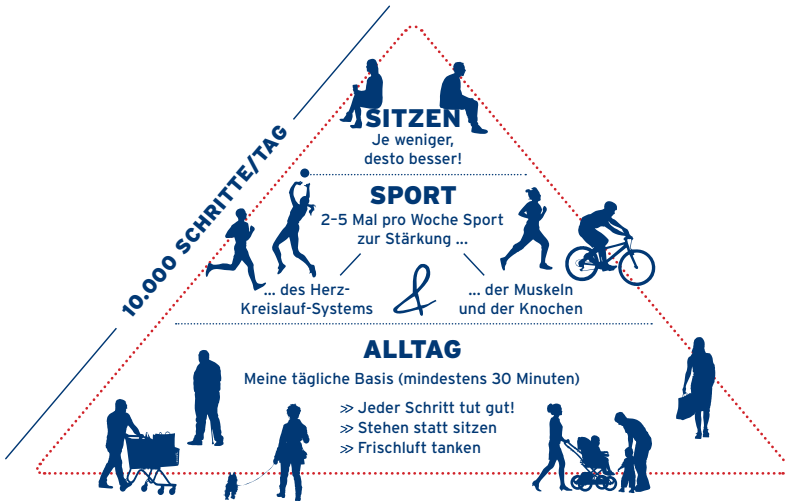 10.000 SCHRITTE/TAG
SITZEN
Je weniger,
desto besser!
SPORT
2–5 Mal pro Woche Sport
zur Stärkung ...
... des Herz-
Kreislauf-Systems
&
... der Muskeln
und der Knochen
ALLTAG
Meine tägliche Basis (mindestens 30 Minuten)
>> Jeder Schritt tut gut!
>> Stehen statt sitzen
>> Frischluft tanken